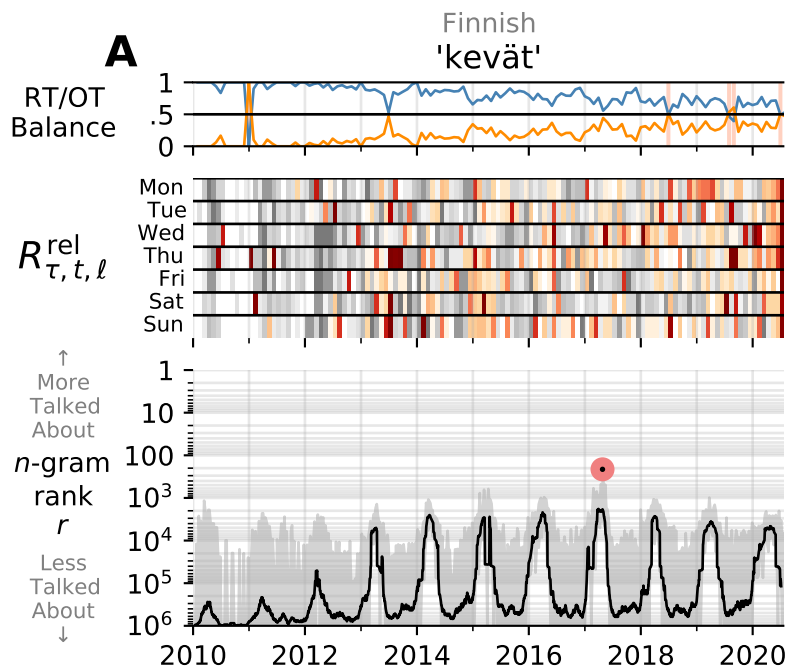 A
Finnish
'kevät'
RT/OT
Balance
1
.5
0
R^rel_τ,t,ℓ
Mon
Tue
Wed
Thu
Fri
Sat
Sun
↑
More
Talked
About
n-gram
rank
r
Less
Talked
About
↓
1
10
100
10³
10⁴
10⁵
10⁶
2010 2012 2014 2016 2018 2020